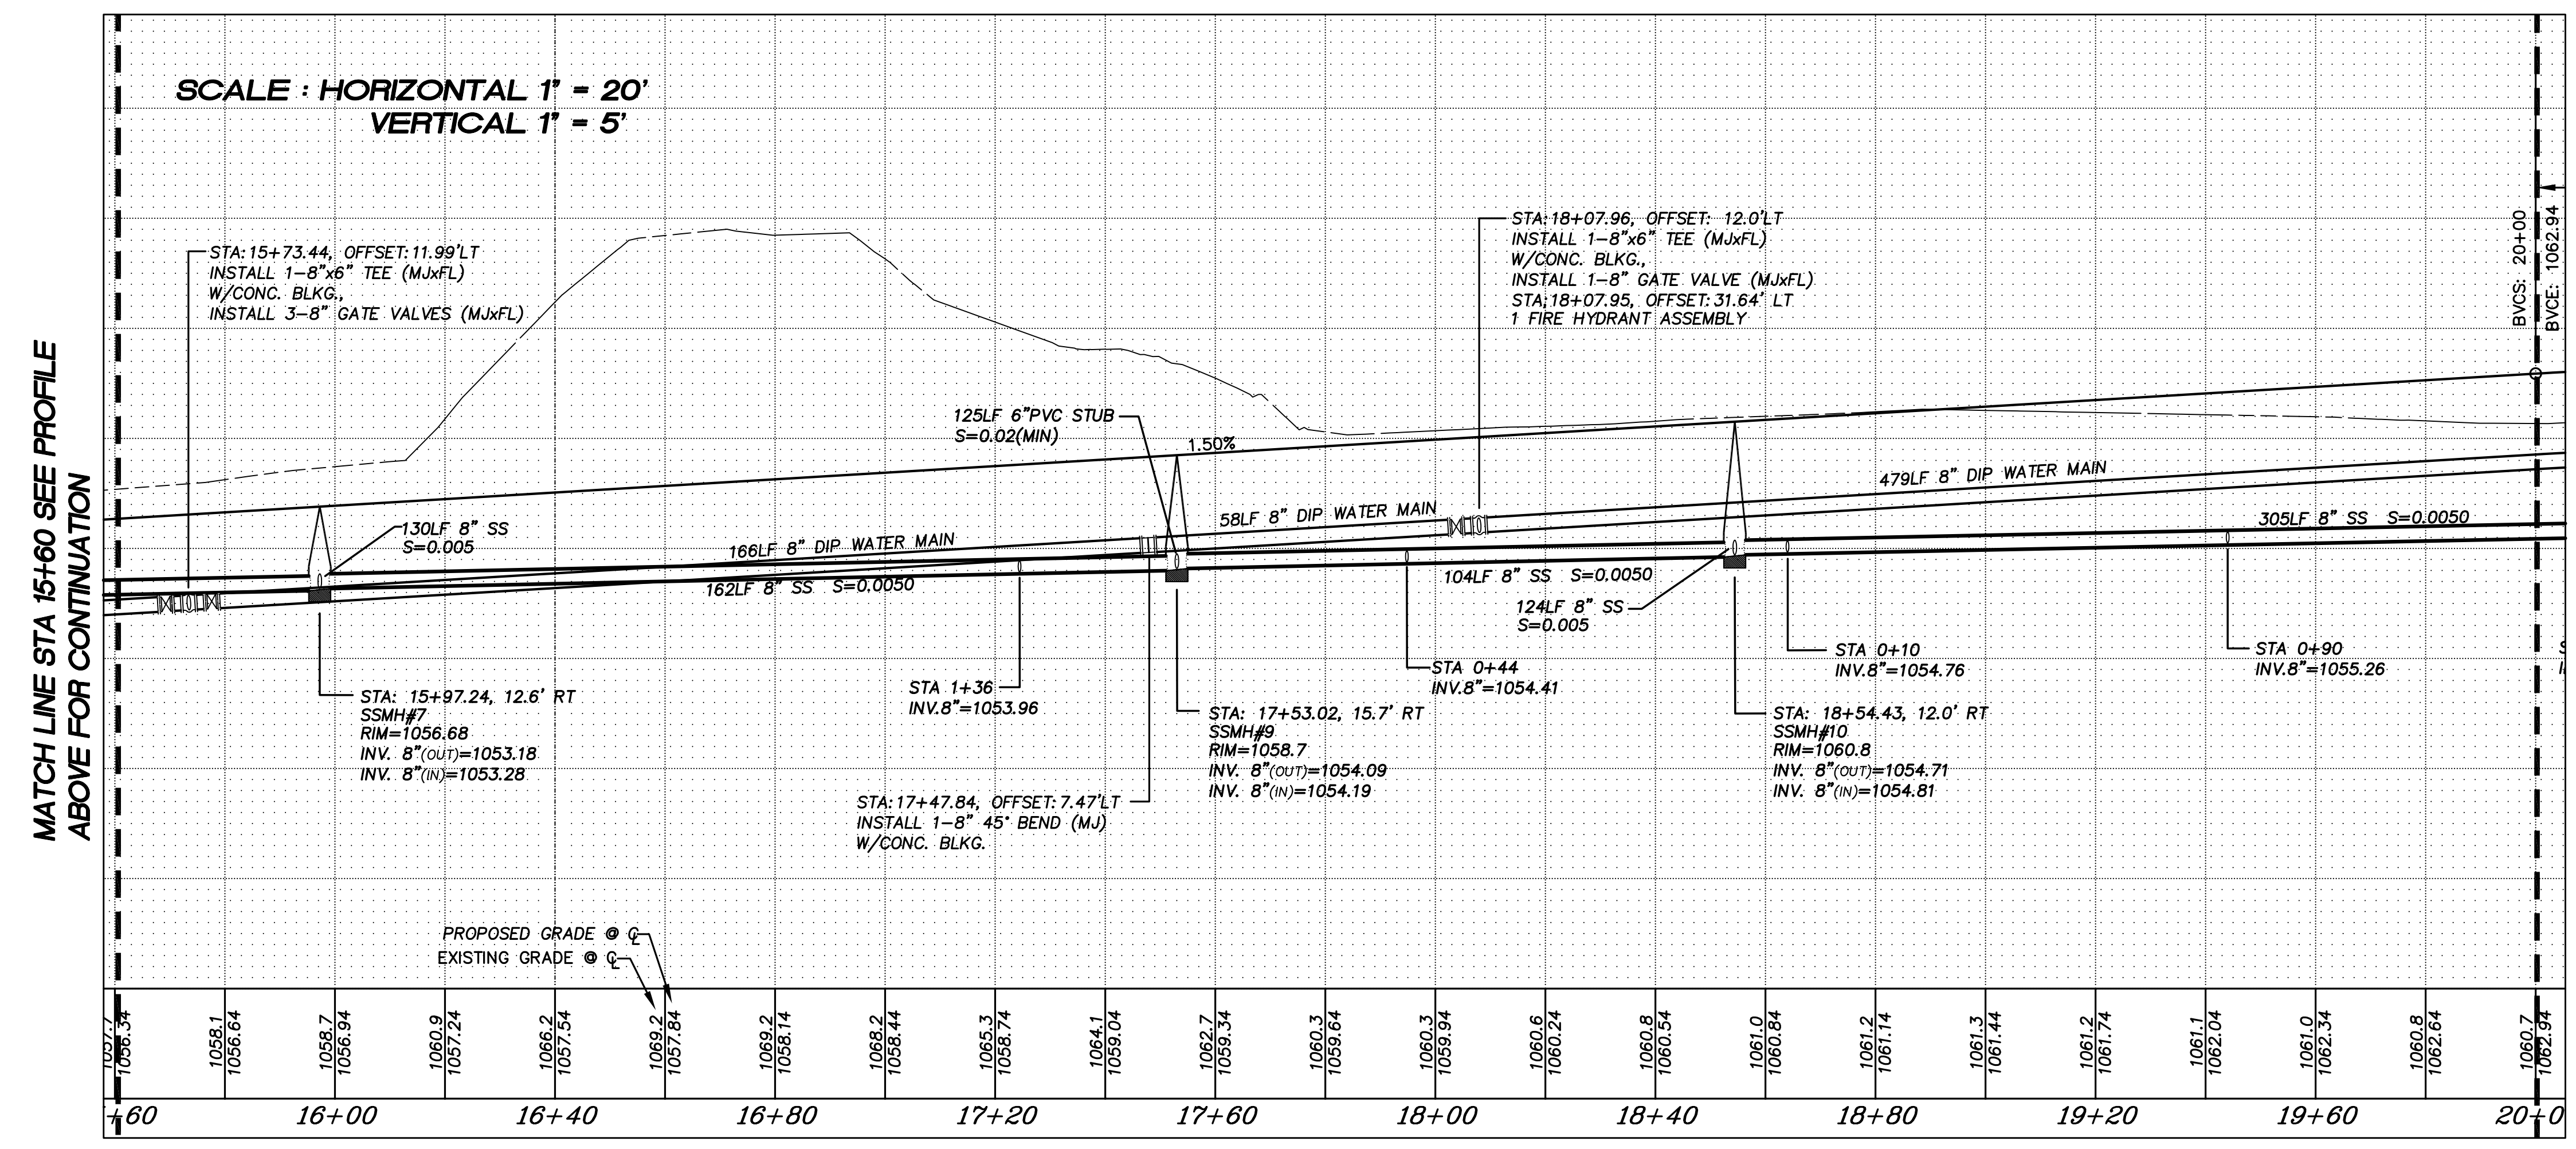 SCALE : HORIZONTAL 1" = 20'
VERTICAL 1" = 5'
MATCH LINE STA 15+60 SEE PROFILE
ABOVE FOR CONTINUATION
STA:15+73.44, OFFSET:11.99'LT
INSTALL 1-8"x6" TEE (MJxFL)
W/CONC. BLKG.,
INSTALL 3-8" GATE VALVES (MJxFL)
STA:18+07.96, OFFSET: 12.0'LT
INSTALL 1-8"x6" TEE (MJxFL)
W/CONC. BLKG.,
INSTALL 1-8" GATE VALVE (MJxFL)
STA:18+07.95, OFFSET:31.64' LT
1 FIRE HYDRANT ASSEMBLY
BVCS: 20+00
BVCE: 1062.94
125LF 6"PVC STUB
S=0.02(MIN)
1.50%
130LF 8" SS
S=0.005
166LF 8" DIP WATER MAIN
58LF 8" DIP WATER MAIN
479LF 8" DIP WATER MAIN
305LF 8" SS S=0.0050
162LF 8" SS S=0.0050
104LF 8" SS S=0.0050
124LF 8" SS
S=0.005
STA: 15+97.24, 12.6' RT
SSMH#7
RIM=1056.68
INV. 8"(OUT)=1053.18
INV. 8"(IN)=1053.28
STA 1+36
INV.8"=1053.96
STA: 17+53.02, 15.7' RT
SSMH#9
RIM=1058.7
INV. 8"(OUT)=1054.09
INV. 8"(IN)=1054.19
STA 0+44
INV.8"=1054.41
STA: 18+54.43, 12.0' RT
SSMH#10
RIM=1060.8
INV. 8"(OUT)=1054.71
INV. 8"(IN)=1054.81
STA 0+10
INV.8"=1054.76
STA 0+90
INV.8"=1055.26
STA:17+47.84, OFFSET:7.47'LT
INSTALL 1-8" 45° BEND (MJ)
W/CONC. BLKG.
PROPOSED GRADE @ ℄
EXISTING GRADE @ ℄
1057.7
1056.34
1058.1
1056.64
1058.7
1056.94
1060.9
1057.24
1066.2
1057.54
1069.2
1057.84
1069.2
1058.14
1068.2
1058.44
1065.3
1058.74
1064.1
1059.04
1062.7
1059.34
1060.3
1059.64
1060.3
1059.94
1060.6
1060.24
1060.8
1060.54
1061.0
1060.84
1061.2
1061.14
1061.3
1061.44
1061.2
1061.74
1061.1
1062.04
1061.0
1062.34
1060.8
1062.64
1060.7
1062.94
+60 16+00 16+40 16+80 17+20 17+60 18+00 18+40 18+80 19+20 19+60 20+0